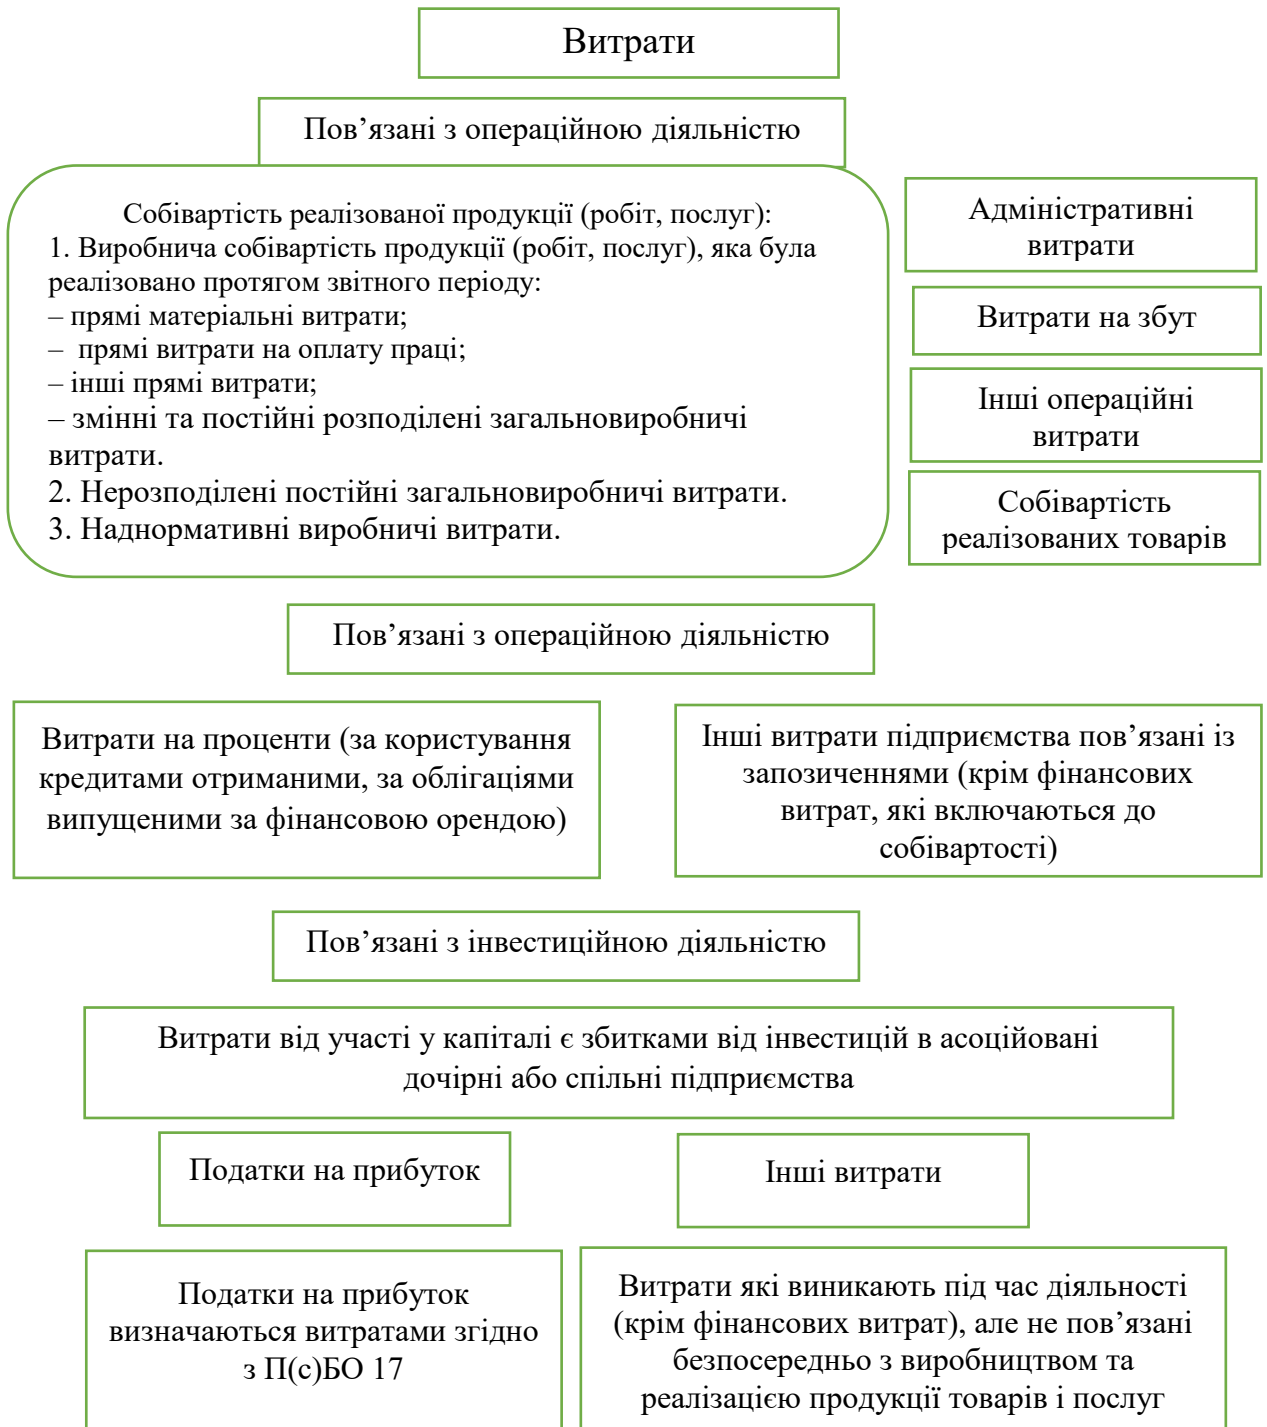 Витрати
Пов’язані з операційною діяльністю
Собівартість реалізованої продукції (робіт, послуг):
1. Виробнича собівартість продукції (робіт, послуг), яка була
реалізовано протягом звітного періоду:
– прямі матеріальні витрати;
– прямі витрати на оплату праці;
– інші прямі витрати;
– змінні та постійні розподілені загальновиробничі
витрати.
2. Нерозподілені постійні загальновиробничі витрати.
3. Наднормативні виробничі витрати.
Адміністративні
витрати
Витрати на збут
Інші операційні
витрати
Собівартість
реалізованих товарів
Пов’язані з операційною діяльністю
Витрати на проценти (за користування
кредитами отриманими, за облігаціями
випущеними за фінансовою орендою)
Інші витрати підприємства пов’язані із
запозиченнями (крім фінансових
витрат, які включаються до
собівартості)
Пов’язані з інвестиційною діяльністю
Витрати від участі у капіталі є збитками від інвестицій в асоційовані
дочірні або спільні підприємства
Податки на прибуток
Інші витрати
Податки на прибуток
визначаються витратами згідно
з П(с)БО 17
Витрати які виникають під час діяльності
(крім фінансових витрат), але не пов’язані
безпосередньо з виробництвом та
реалізацією продукції товарів і послуг